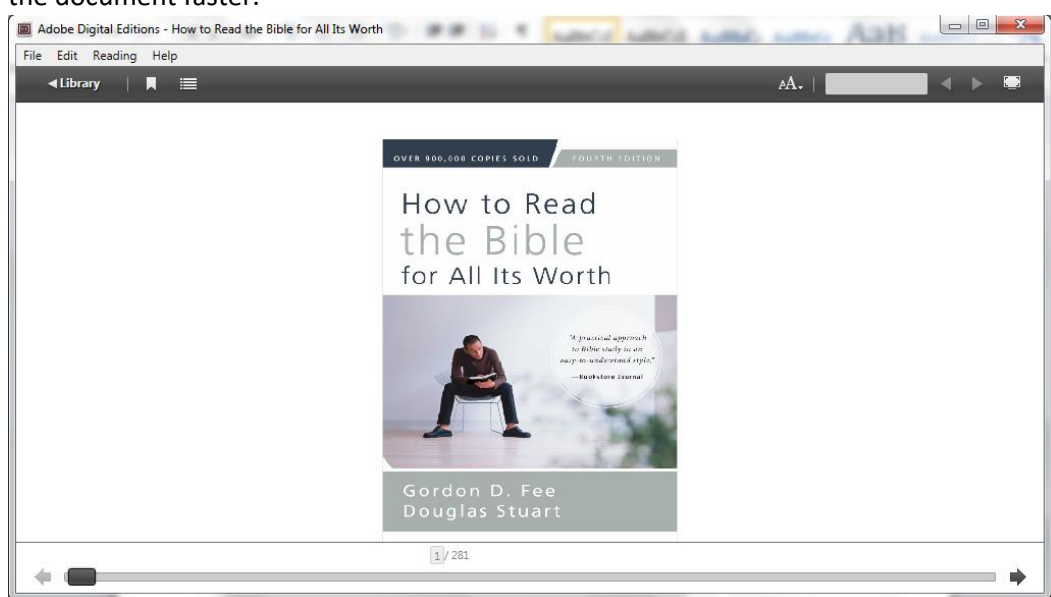 the document faster.
Adobe Digital Editions - How to Read the Bible for All Its Worth
File Edit Reading Help
Library
AA
OVER 900,000 COPIES SOLD FOURTH EDITION
How to Read
the Bible
for All Its Worth
"A practical approach
to Bible study in an
easy-to-understand style."
—Bookstore Journal
Gordon D. Fee
Douglas Stuart
1 / 281